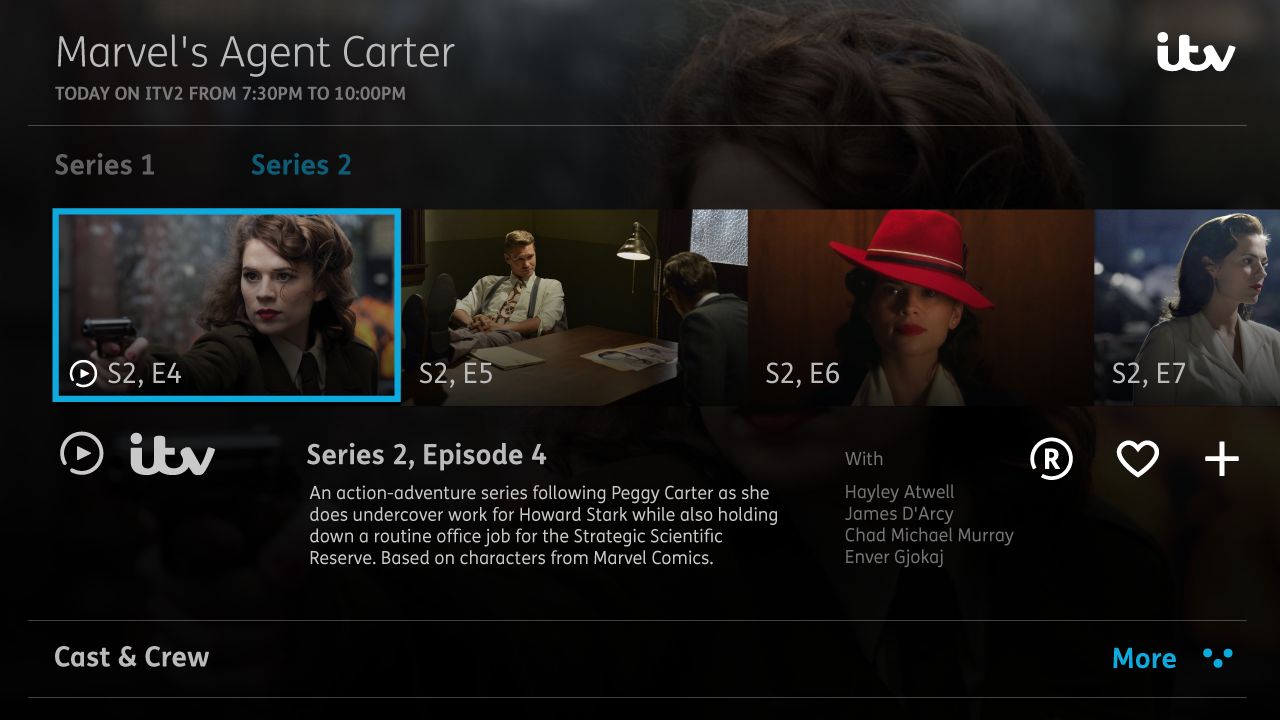 Marvel's Agent Carter
itv
TODAY ON ITV2 FROM 7:30PM TO 10:00PM
Series 1
Series 2
S2, E4
S2, E5
S2, E6
S2, E7
itv
Series 2, Episode 4
An action-adventure series following Peggy Carter as she
does undercover work for Howard Stark while also holding
down a routine office job for the Strategic Scientific
Reserve. Based on characters from Marvel Comics.
With
Hayley Atwell
James D'Arcy
Chad Michael Murray
Enver Gjokaj
R
Cast & Crew
More